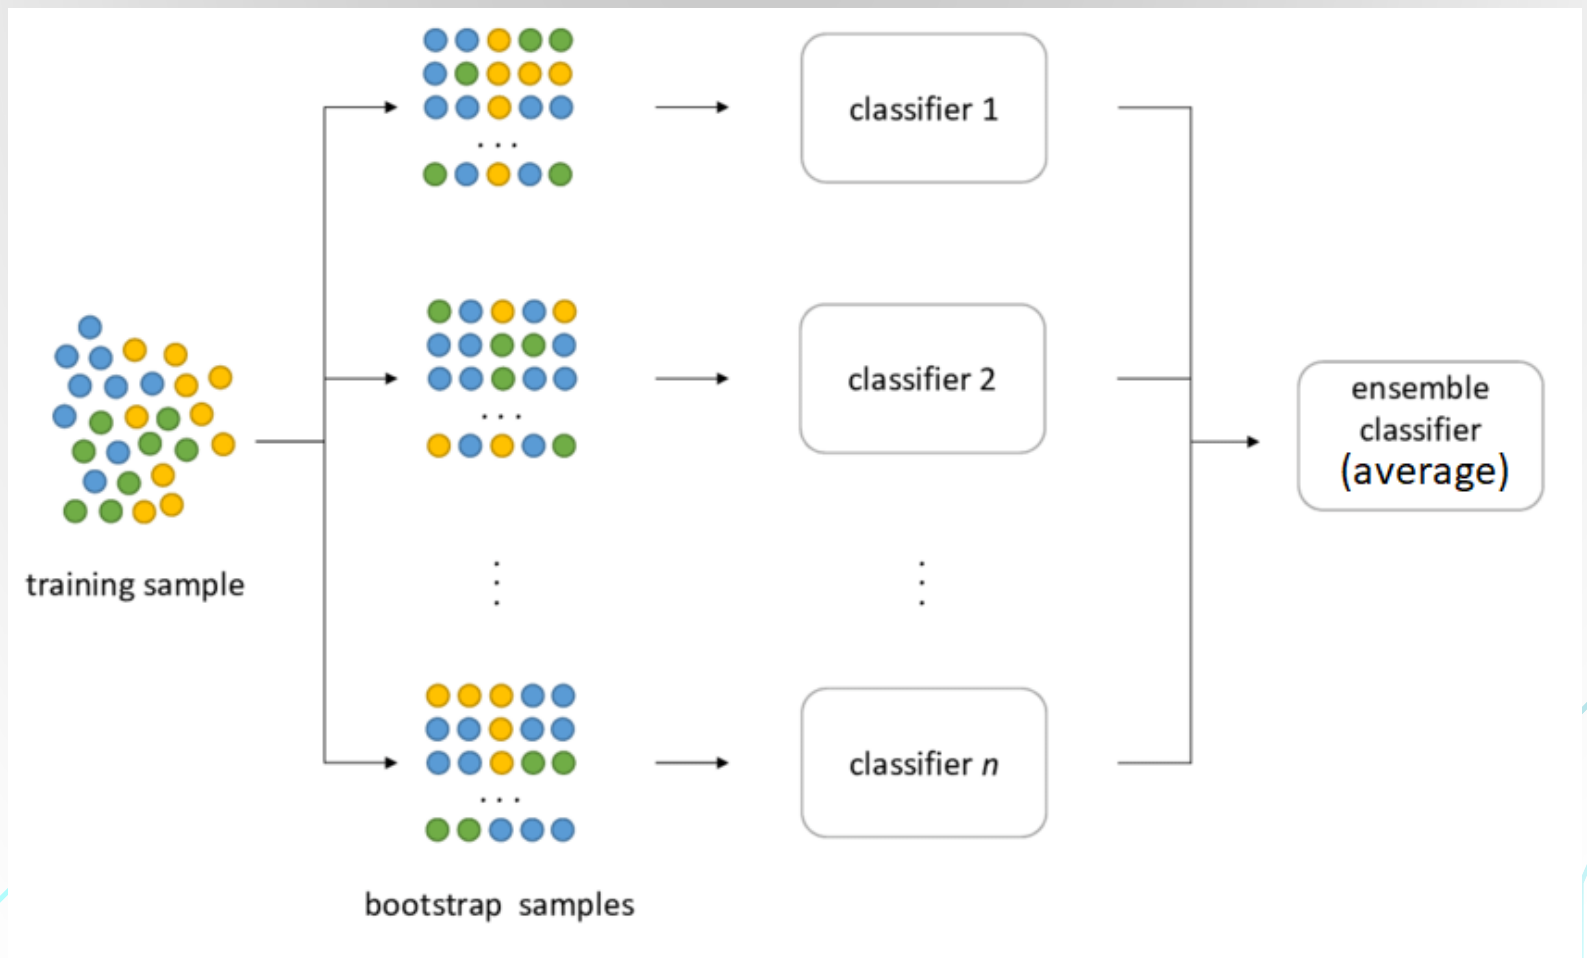 classifier 1
classifier 2
ensemble
classifier
(average)
training sample
classifier n
bootstrap samples